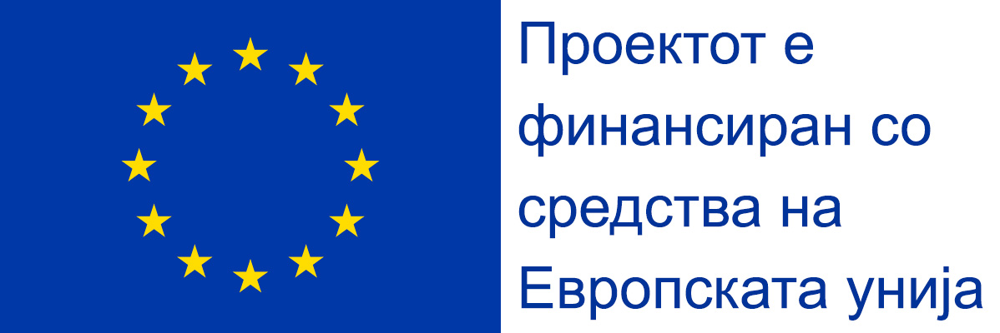 Проектот е
финансиран со
средства на
Европската унија